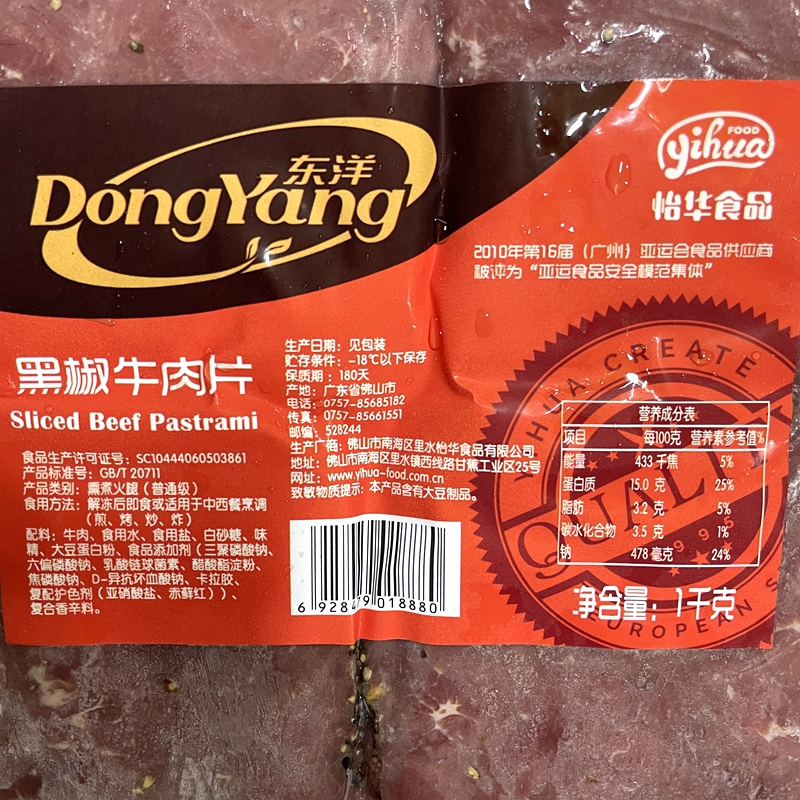 东洋
DongYang
FOOD
yihua
怡华食品
2010年第16届（广州）亚运会食品供应商
被评为“亚运食品安全模范集体”
黑椒牛肉片
Sliced Beef Pastrami
食品生产许可证号：SC10444060503861
产品标准号：GB/T 20711
产品类别：熏煮火腿（普通级）
食用方法：解冻后即食或适用于中西餐烹调
（煎、烤、炒、炸）
配料：牛肉、食用水、食用盐、白砂糖、味
精、大豆蛋白粉、食品添加剂（三聚磷酸钠、
六偏磷酸钠、乳酸链球菌素、醋酸酯淀粉、
焦磷酸钠、D-异抗坏血酸钠、卡拉胶、
复配护色剂（亚硝酸盐、赤藓红））、
复合香辛料。
生产日期：见包装
贮存条件：-18℃以下保存
保质期：180天
产地：广东省佛山市
电话：0757-85685182
传真：0757-85661551
邮编：528244
生产厂商：佛山市南海区里水怡华食品有限公司
地址：佛山市南海区里水镇西线路甘蕉工业区25号
网址：www.yihua-food.com.cn
致敏物质提示：本产品含有大豆制品。
6 928479 018880
HUA CREATE
营养成分表
项目 每100克 营养素参考值%
能量 433 千焦 5%
蛋白质 15.0 克 25%
脂肪 3.2 克 5%
碳水化合物 3.5 克 1%
钠 478 毫克 24%
QUALITY
1995
EUROPEAN S
净含量：1千克